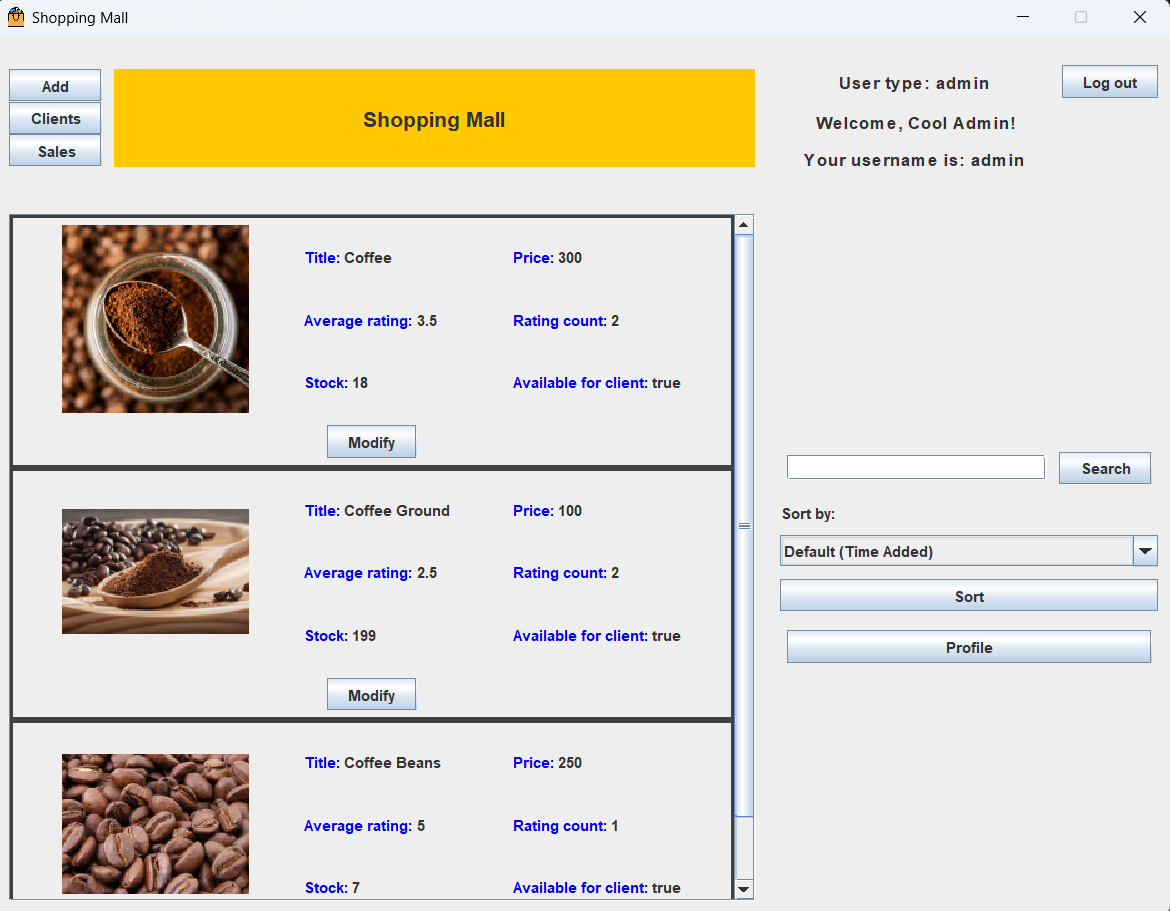 Shopping Mall
Add
Clients
Sales
Shopping Mall
User type: admin
Welcome, Cool Admin!
Your username is: admin
Log out
Title: Coffee
Price: 300
Average rating: 3.5
Rating count: 2
Stock: 18
Available for client: true
Modify
Title: Coffee Ground
Price: 100
Average rating: 2.5
Rating count: 2
Stock: 199
Available for client: true
Modify
Title: Coffee Beans
Price: 250
Average rating: 5
Rating count: 1
Stock: 7
Available for client: true
Search
Sort by:
Default (Time Added)
Sort
Profile